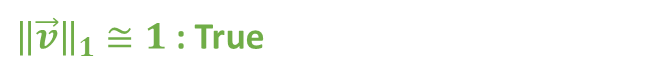 ‖v⃗‖₁ ≅ 1 : True